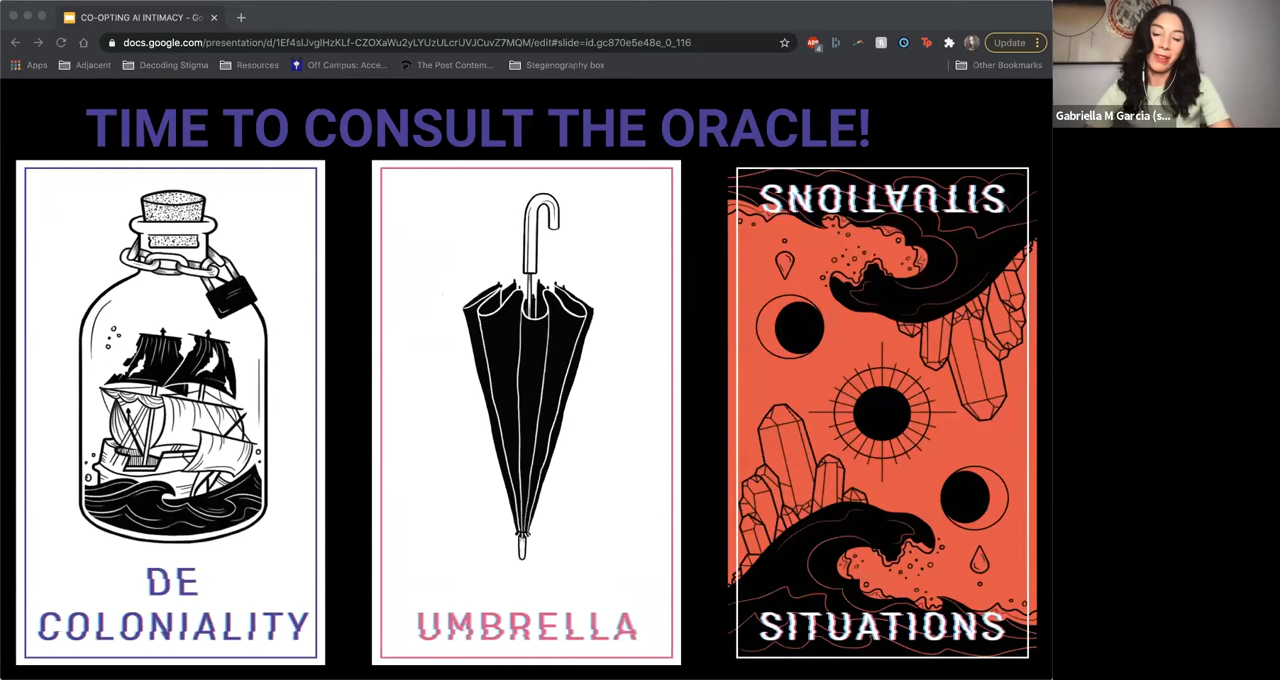 CO-OPTING AI INTIMACY - Go
docs.google.com/presentation/d/1Ef4sIJvgIHzKLf-CZOXaWu2yLYUzULcrUVJCuvZ7MQM/edit#slide=id.gc870e5e48e_0_116
Update
Apps Adjacent Decoding Stigma Resources Off Campus: Acce... The Post Contem... Stegenography box Other Bookmarks
Gabriella M Garcia (s...
TIME TO CONSULT THE ORACLE!
SITUATIONS
DE
COLONIALITY
UMBRELLA
SITUATIONS